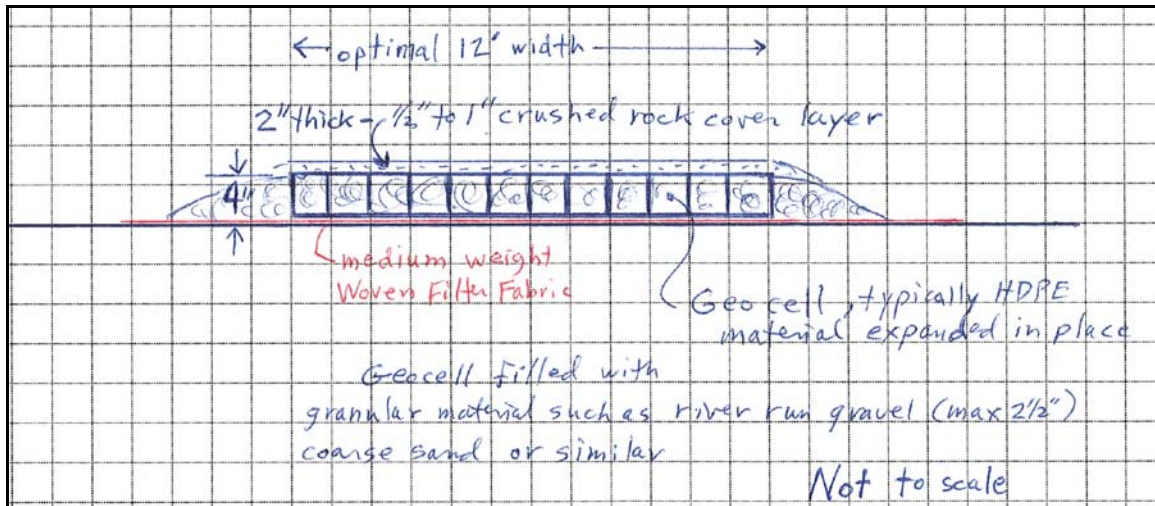 optimal 12' width
2" thick - ½" to 1" crushed rock cover layer
4"
medium weight
Woven Filter Fabric
Geocell, typically HDPE
material expanded in place
Geocell filled with
granular material such as river run gravel (max 2½")
coarse sand or similar
Not to scale